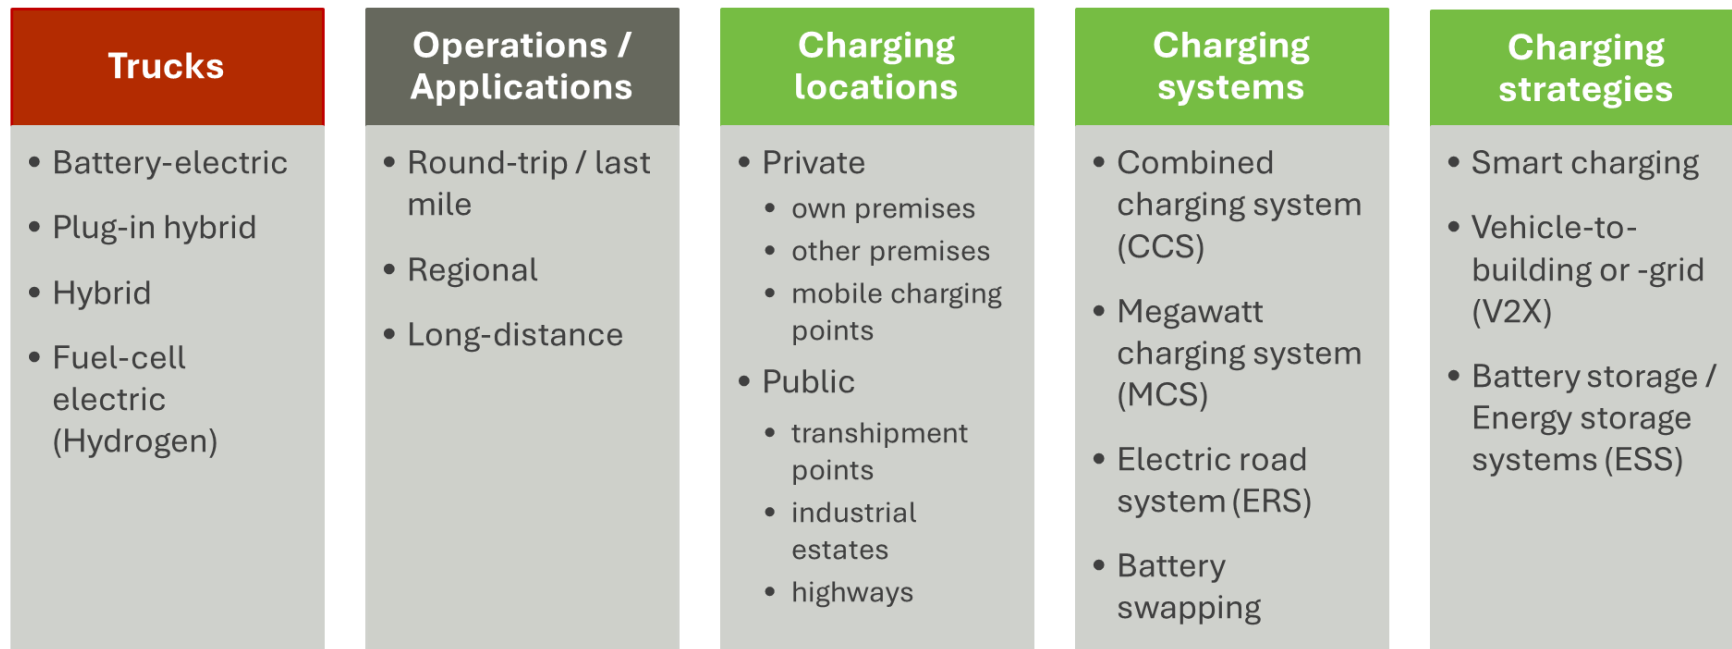 Trucks
• Battery-electric
• Plug-in hybrid
• Hybrid
• Fuel-cell
electric
(Hydrogen)
Operations /
Applications
• Round-trip / last
mile
• Regional
• Long-distance
Charging
locations
• Private
• own premises
• other premises
• mobile charging
points
• Public
• transhipment
points
• industrial
estates
• highways
Charging
systems
• Combined
charging system
(CCS)
• Megawatt
charging system
(MCS)
• Electric road
system (ERS)
• Battery
swapping
Charging
strategies
• Smart charging
• Vehicle-to-
building or -grid
(V2X)
• Battery storage /
Energy storage
systems (ESS)